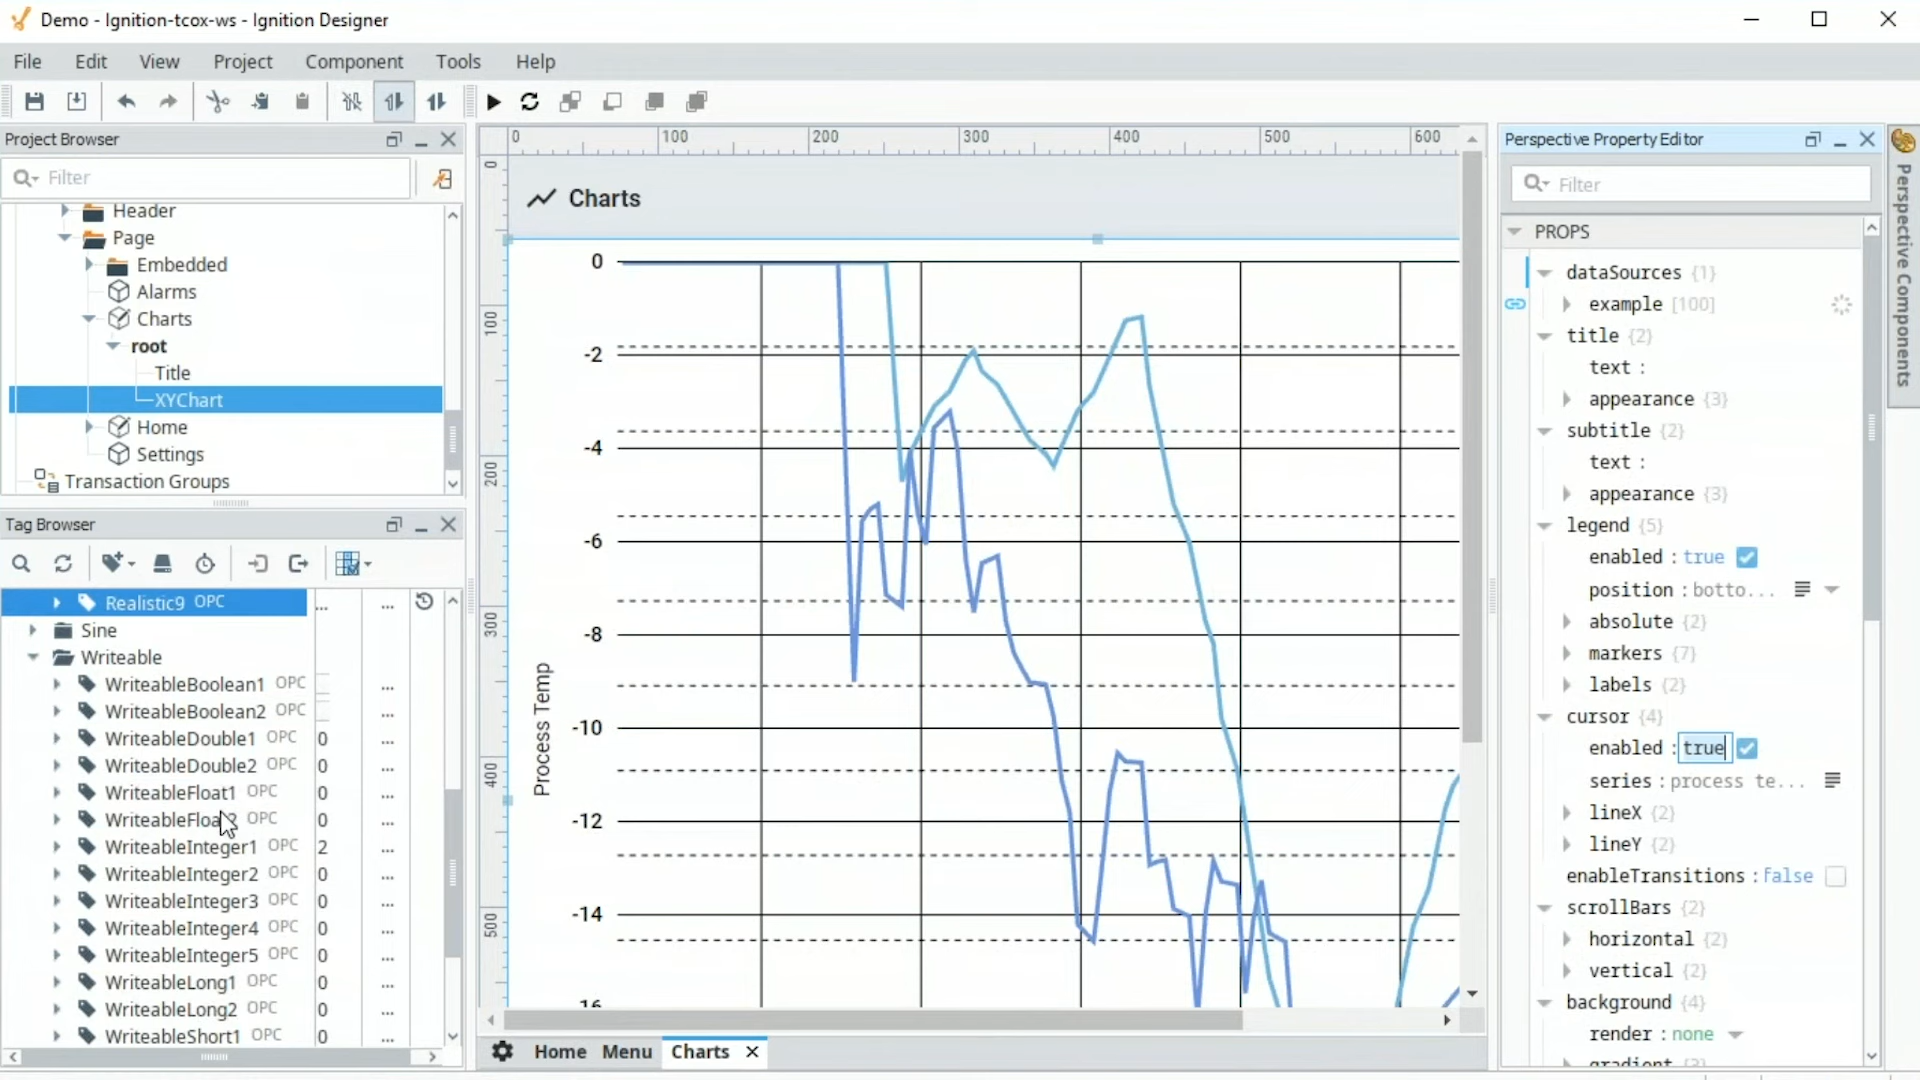 Demo - Ignition-tcox-ws - Ignition Designer
File Edit View Project Component Tools Help
Project Browser
Filter
Header
Page
Embedded
Alarms
Charts
root
Title
XYChart
Home
Settings
Transaction Groups
Tag Browser
Realistic9 OPC ... ...
Sine
Writeable
WriteableBoolean1 OPC ...
WriteableBoolean2 OPC ...
WriteableDouble1 OPC 0 ...
WriteableDouble2 OPC 0 ...
WriteableFloat1 OPC 0 ...
OPC 0 ...
WriteableInteger1 OPC 2 ...
WriteableInteger2 OPC 0 ...
WriteableInteger3 OPC 0 ...
WriteableInteger4 OPC 0 ...
WriteableInteger5 OPC 0 ...
WriteableLong1 OPC 0 ...
WriteableLong2 OPC 0 ...
WriteableShort1 OPC 0 ...
0 100 200 300 400 500 600
0
100
200
300
400
500
Charts
0
-2
-4
-6
-8
-10
-12
-14
Process Temp
Home Menu Charts
Perspective Property Editor
Filter
PROPS
dataSources {1}
example [100]
title {2}
text :
appearance {3}
subtitle {2}
text :
appearance {3}
legend {5}
enabled : true
position : botto...
absolute {2}
markers {7}
labels {2}
cursor {4}
enabled : true
series : process te...
lineX {2}
lineY {2}
enableTransitions : false
scrollBars {2}
horizontal {2}
vertical {2}
background {4}
render : none
Perspective Components